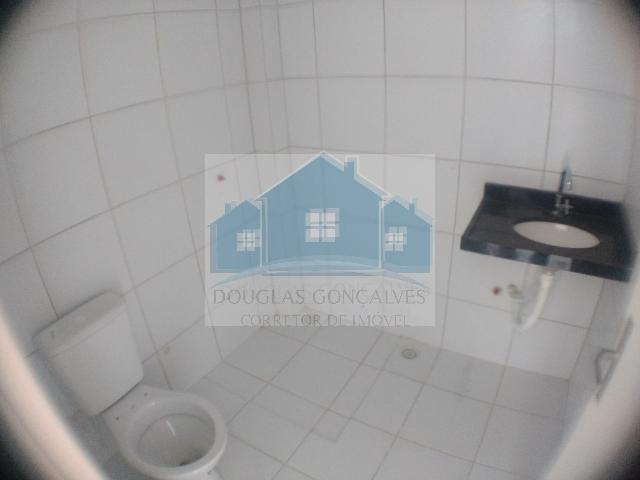 DOUGLAS GONCALVES
CORRETOR DE IMÓVEL